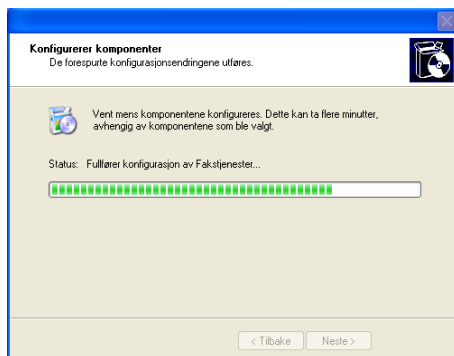 Konfigurerer komponenter
De forespurte konfigurasjonsendringene utføres.
Vent mens komponentene konfigureres. Dette kan ta flere minutter,
avhengig av komponentene som ble valgt.
Status: Fullfører konfigurasjon av Fakstjenester...
< Tilbake Neste >